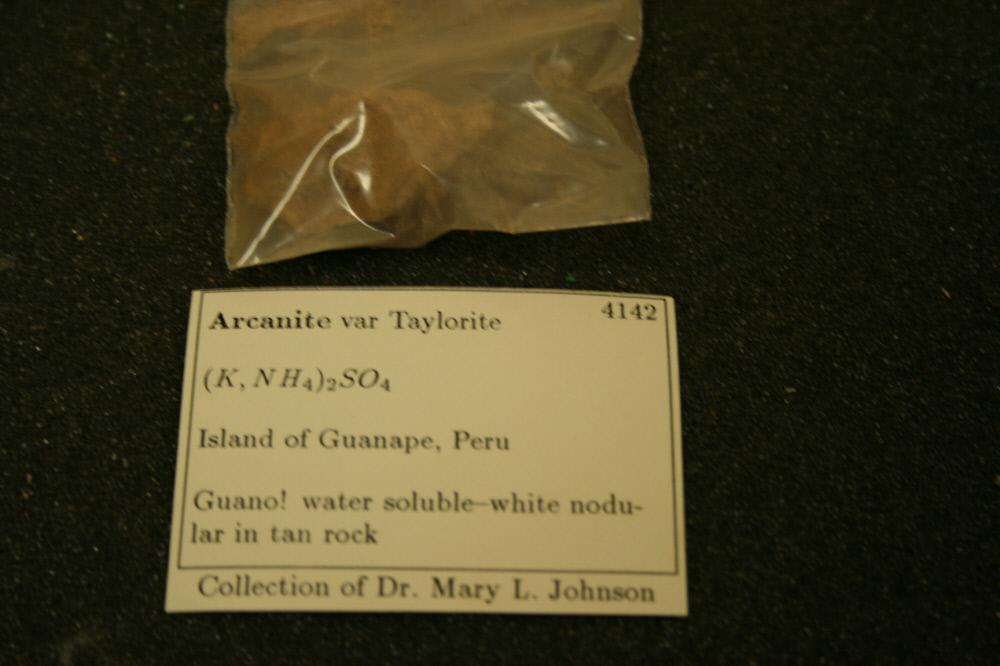 Arcanite var Taylorite 4142
(K, NH₄)₂SO₄
Island of Guanape, Peru
Guano! water soluble–white nodu-
lar in tan rock
Collection of Dr. Mary L. Johnson